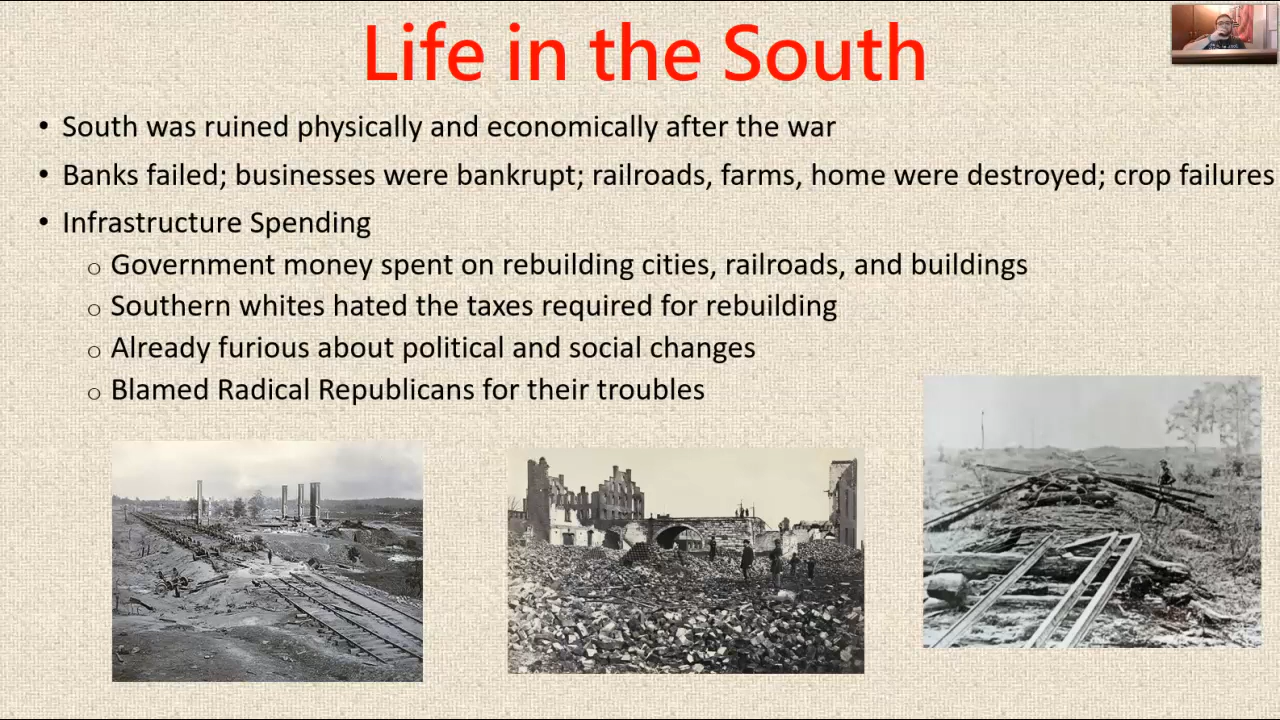 Life in the South
• South was ruined physically and economically after the war
• Banks failed; businesses were bankrupt; railroads, farms, home were destroyed; crop failures
• Infrastructure Spending
o Government money spent on rebuilding cities, railroads, and buildings
o Southern whites hated the taxes required for rebuilding
o Already furious about political and social changes
o Blamed Radical Republicans for their troubles